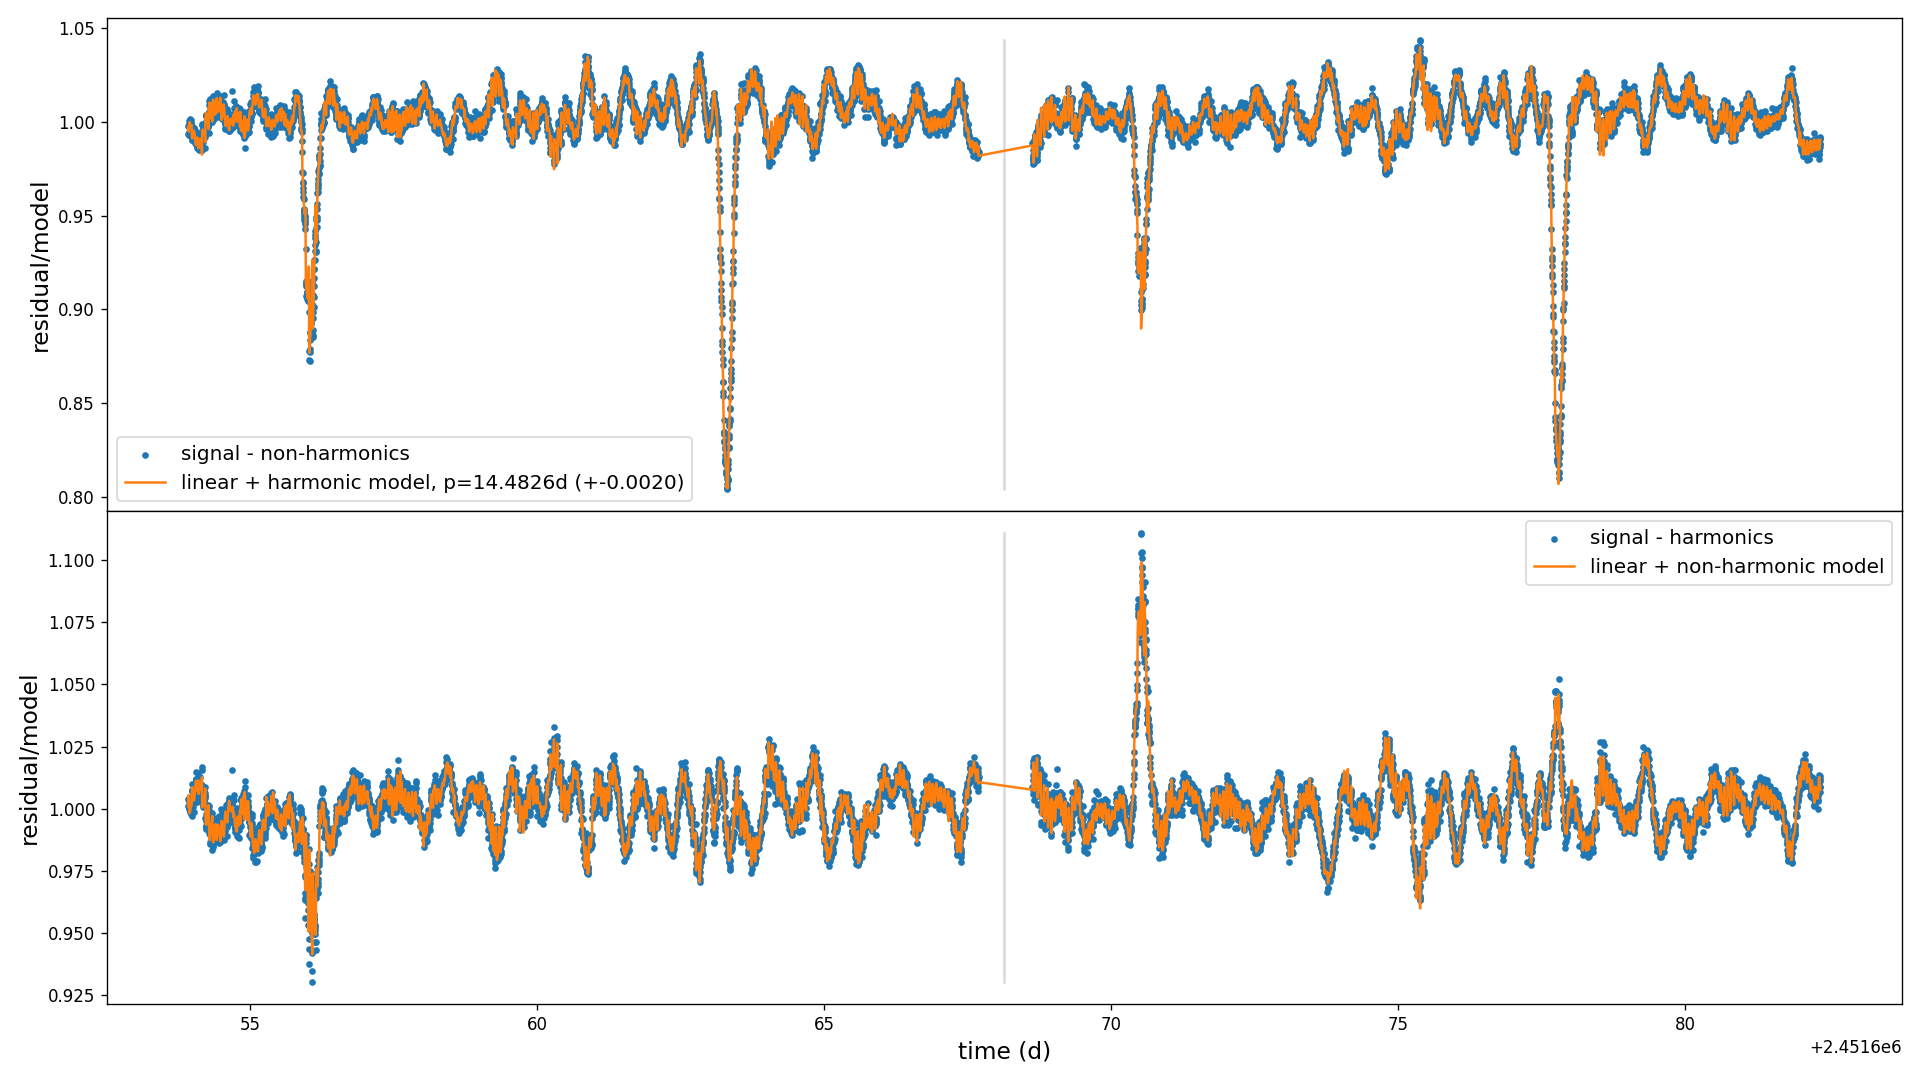 1.05
1.00
0.95
0.90
0.85
0.80
residual/model
signal - non-harmonics
linear + harmonic model, p=14.4826d (+-0.0020)
1.100
1.075
1.050
1.025
1.000
0.975
0.950
0.925
residual/model
signal - harmonics
linear + non-harmonic model
55
60
65
70
75
80
time (d)
+2.4516e6